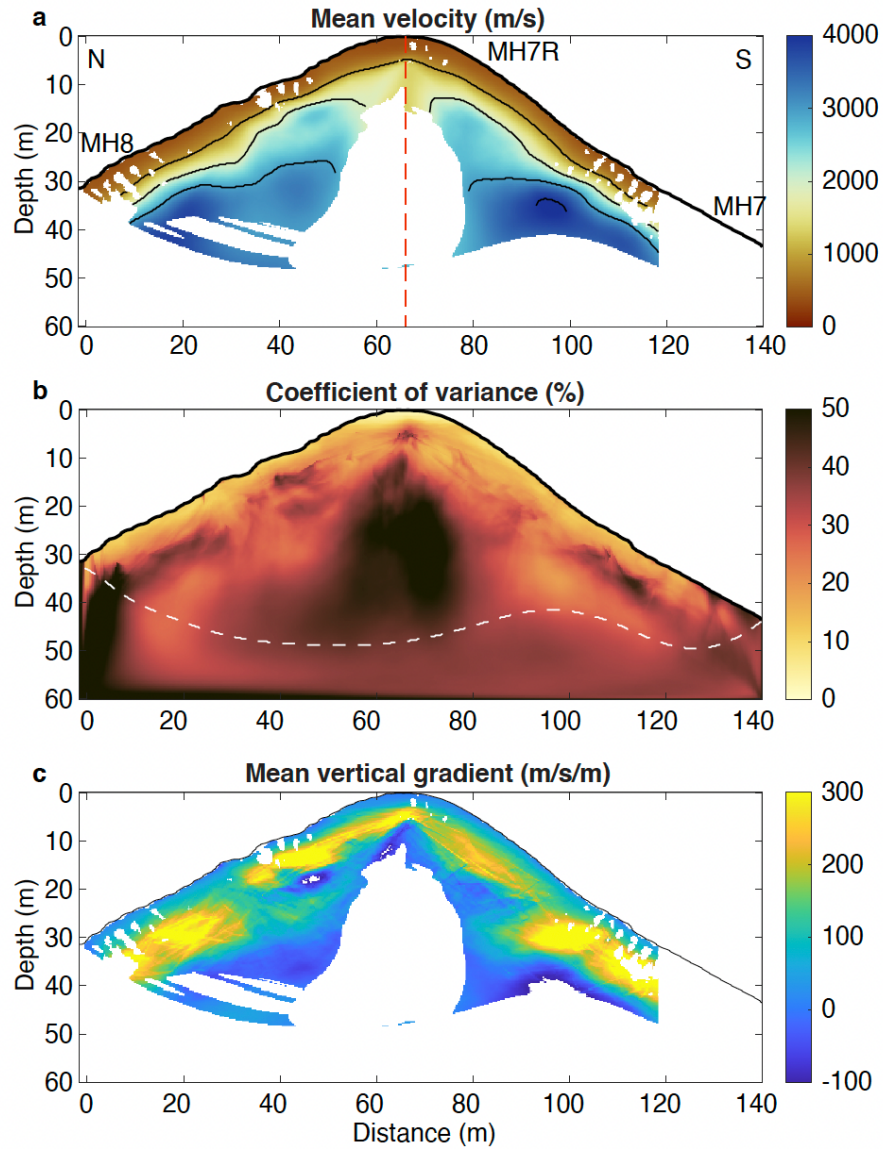 a Mean velocity (m/s)
0 4000
N MH7R S
10
20 3000
MH8
30 2000
Depth (m)
40 MH7
50 1000
60 0
0 20 40 60 80 100 120 140
b Coefficient of variance (%)
0 50
10 40
20
30 30
Depth (m)
40 20
50 10
60 0
0 20 40 60 80 100 120 140
c Mean vertical gradient (m/s/m)
0 300
10
20 200
30 100
Depth (m)
40
50 0
60 -100
0 20 40 60 80 100 120 140
Distance (m)